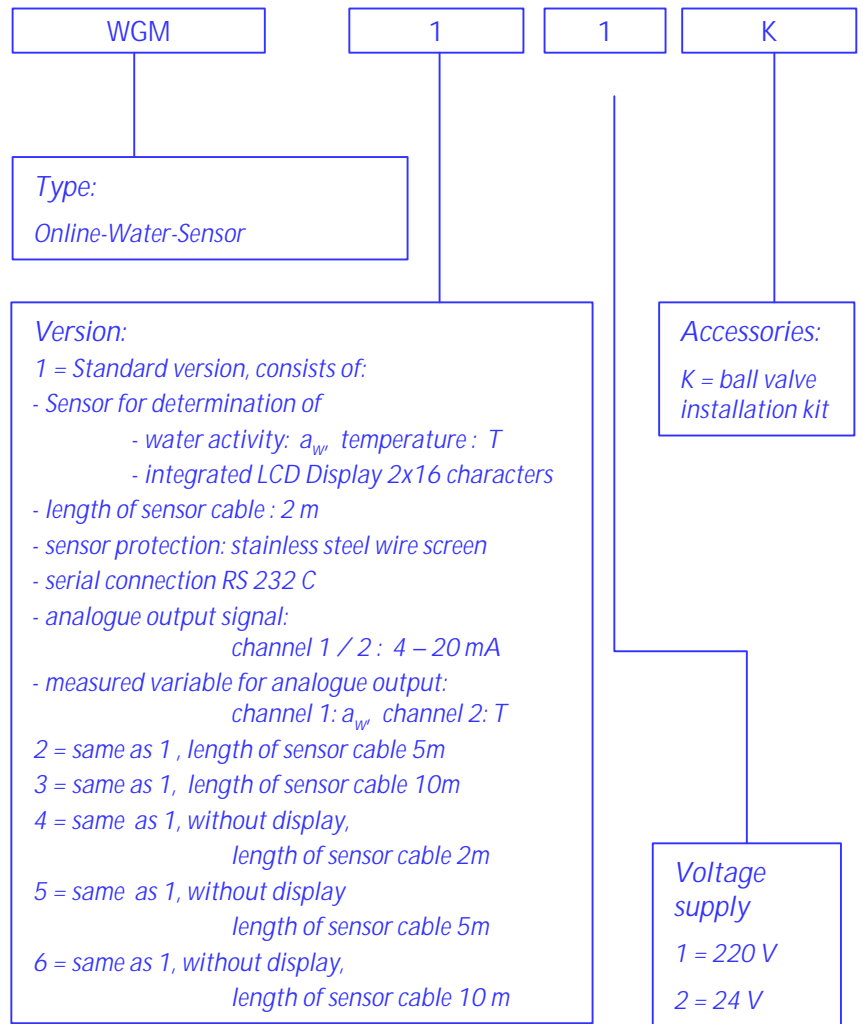 WGM 1 1 K
Type:
Online-Water-Sensor
Version:
1 = Standard version, consists of:
- Sensor for determination of
- water activity: a_w, temperature : T
- integrated LCD Display 2x16 characters
- length of sensor cable : 2 m
- sensor protection: stainless steel wire screen
- serial connection RS 232 C
- analogue output signal:
channel 1 / 2 : 4 – 20 mA
- measured variable for analogue output:
channel 1: a_w, channel 2: T
2 = same as 1 , length of sensor cable 5m
3 = same as 1, length of sensor cable 10m
4 = same as 1, without display,
length of sensor cable 2m
5 = same as 1, without display
length of sensor cable 5m
6 = same as 1, without display,
length of sensor cable 10 m
Accessories:
K = ball valve
installation kit
Voltage
supply
1 = 220 V
2 = 24 V